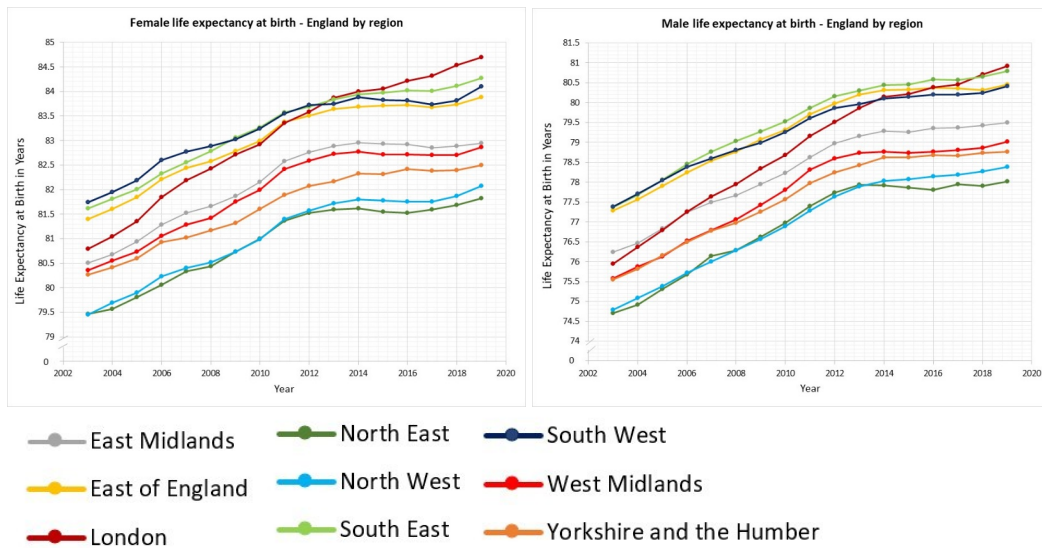 Female life expectancy at birth - England by region
85
84.5
84
83.5
83
82.5
82
81.5
81
80.5
80
79.5
79
0
Life Expectancy at Birth in Years
2002 2004 2006 2008 2010 2012 2014 2016 2018 2020
Year
Male life expectancy at birth - England by region
81.5
81
80.5
80
79.5
78.5
77.5
76.5
76
75.5
75
74.5
74
0
Life Expectancy at Birth in Years
2002 2004 2006 2008 2010 2012 2014 2016 2018 2020
Year
East Midlands
North East
South West
East of England
North West
West Midlands
London
South East
Yorkshire and the Humber